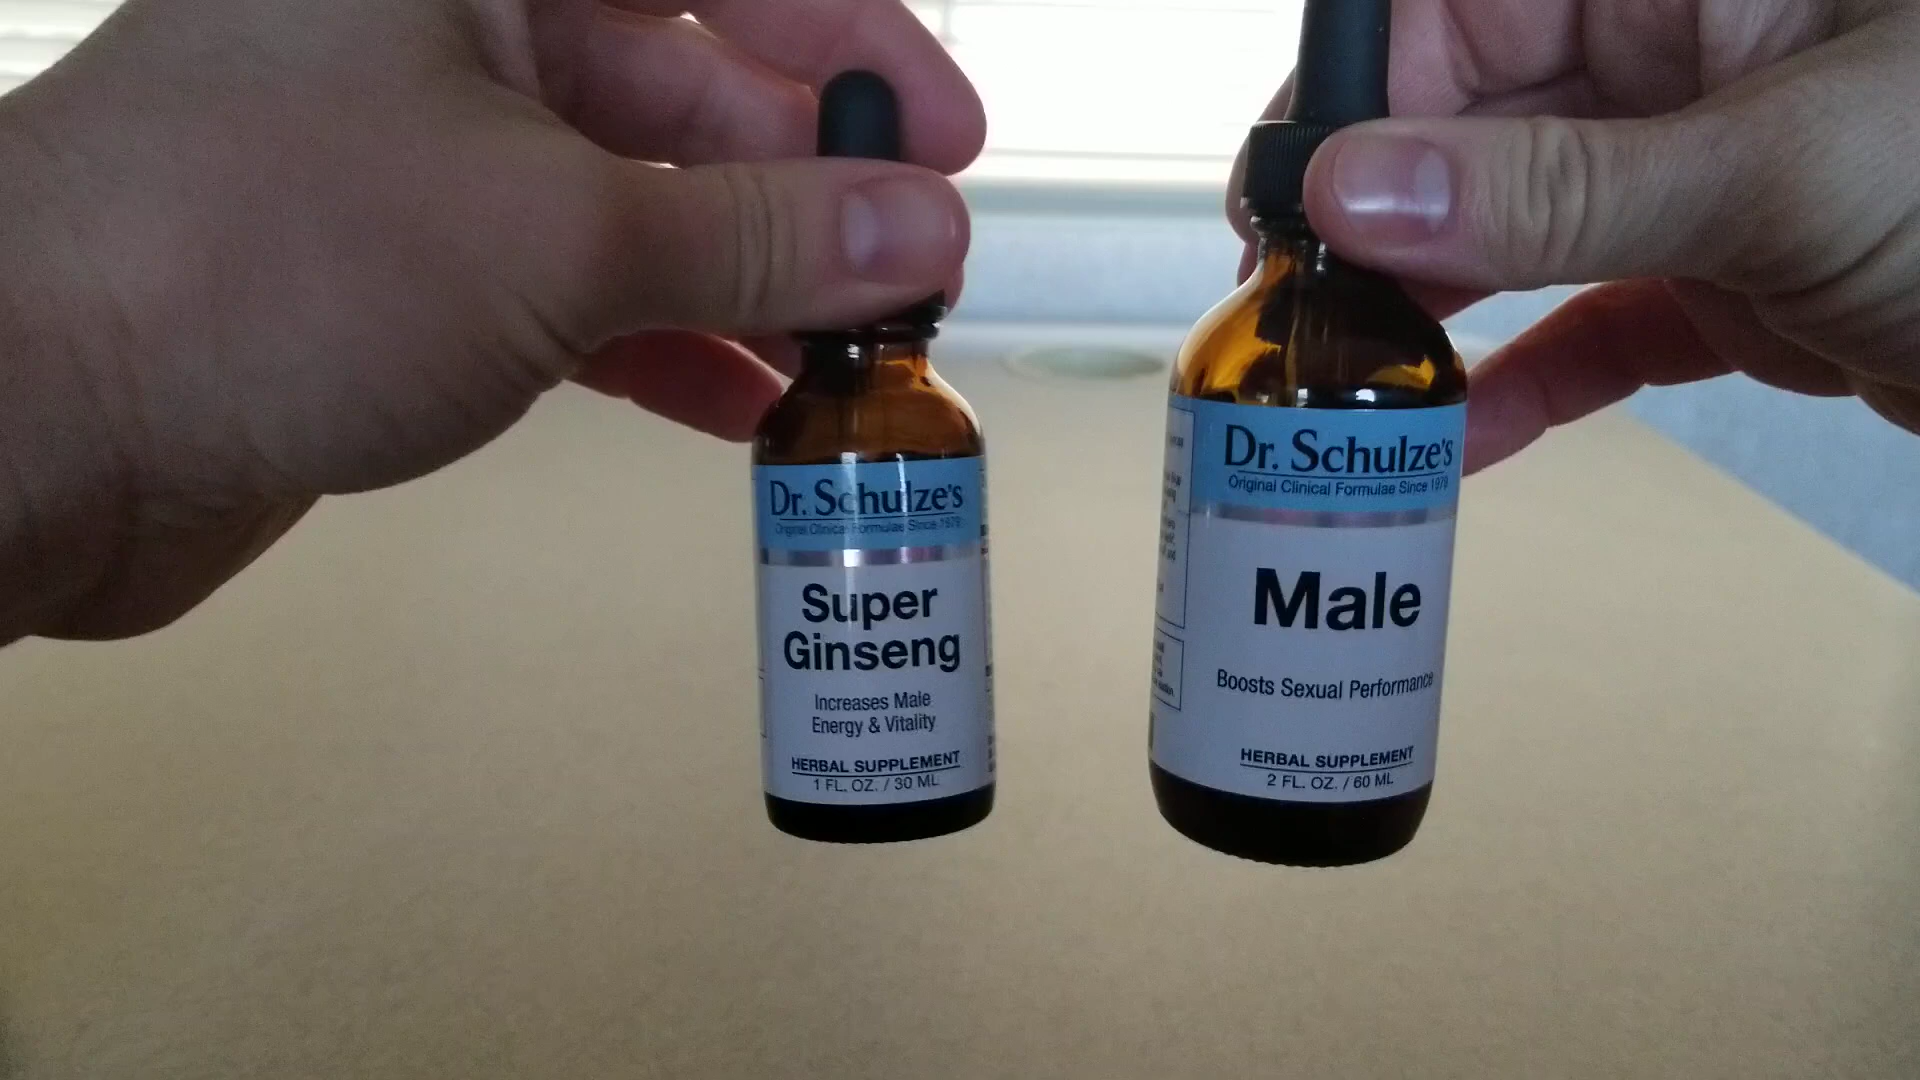 Dr. Schulze's
Original Clinical Formulae Since 1979
Super
Ginseng
Increases Male
Energy & Vitality
HERBAL SUPPLEMENT
1 FL. OZ. / 30 ML
Dr. Schulze's
Original Clinical Formulae Since 1979
Male
Boosts Sexual Performance
HERBAL SUPPLEMENT
2 FL. OZ. / 60 ML